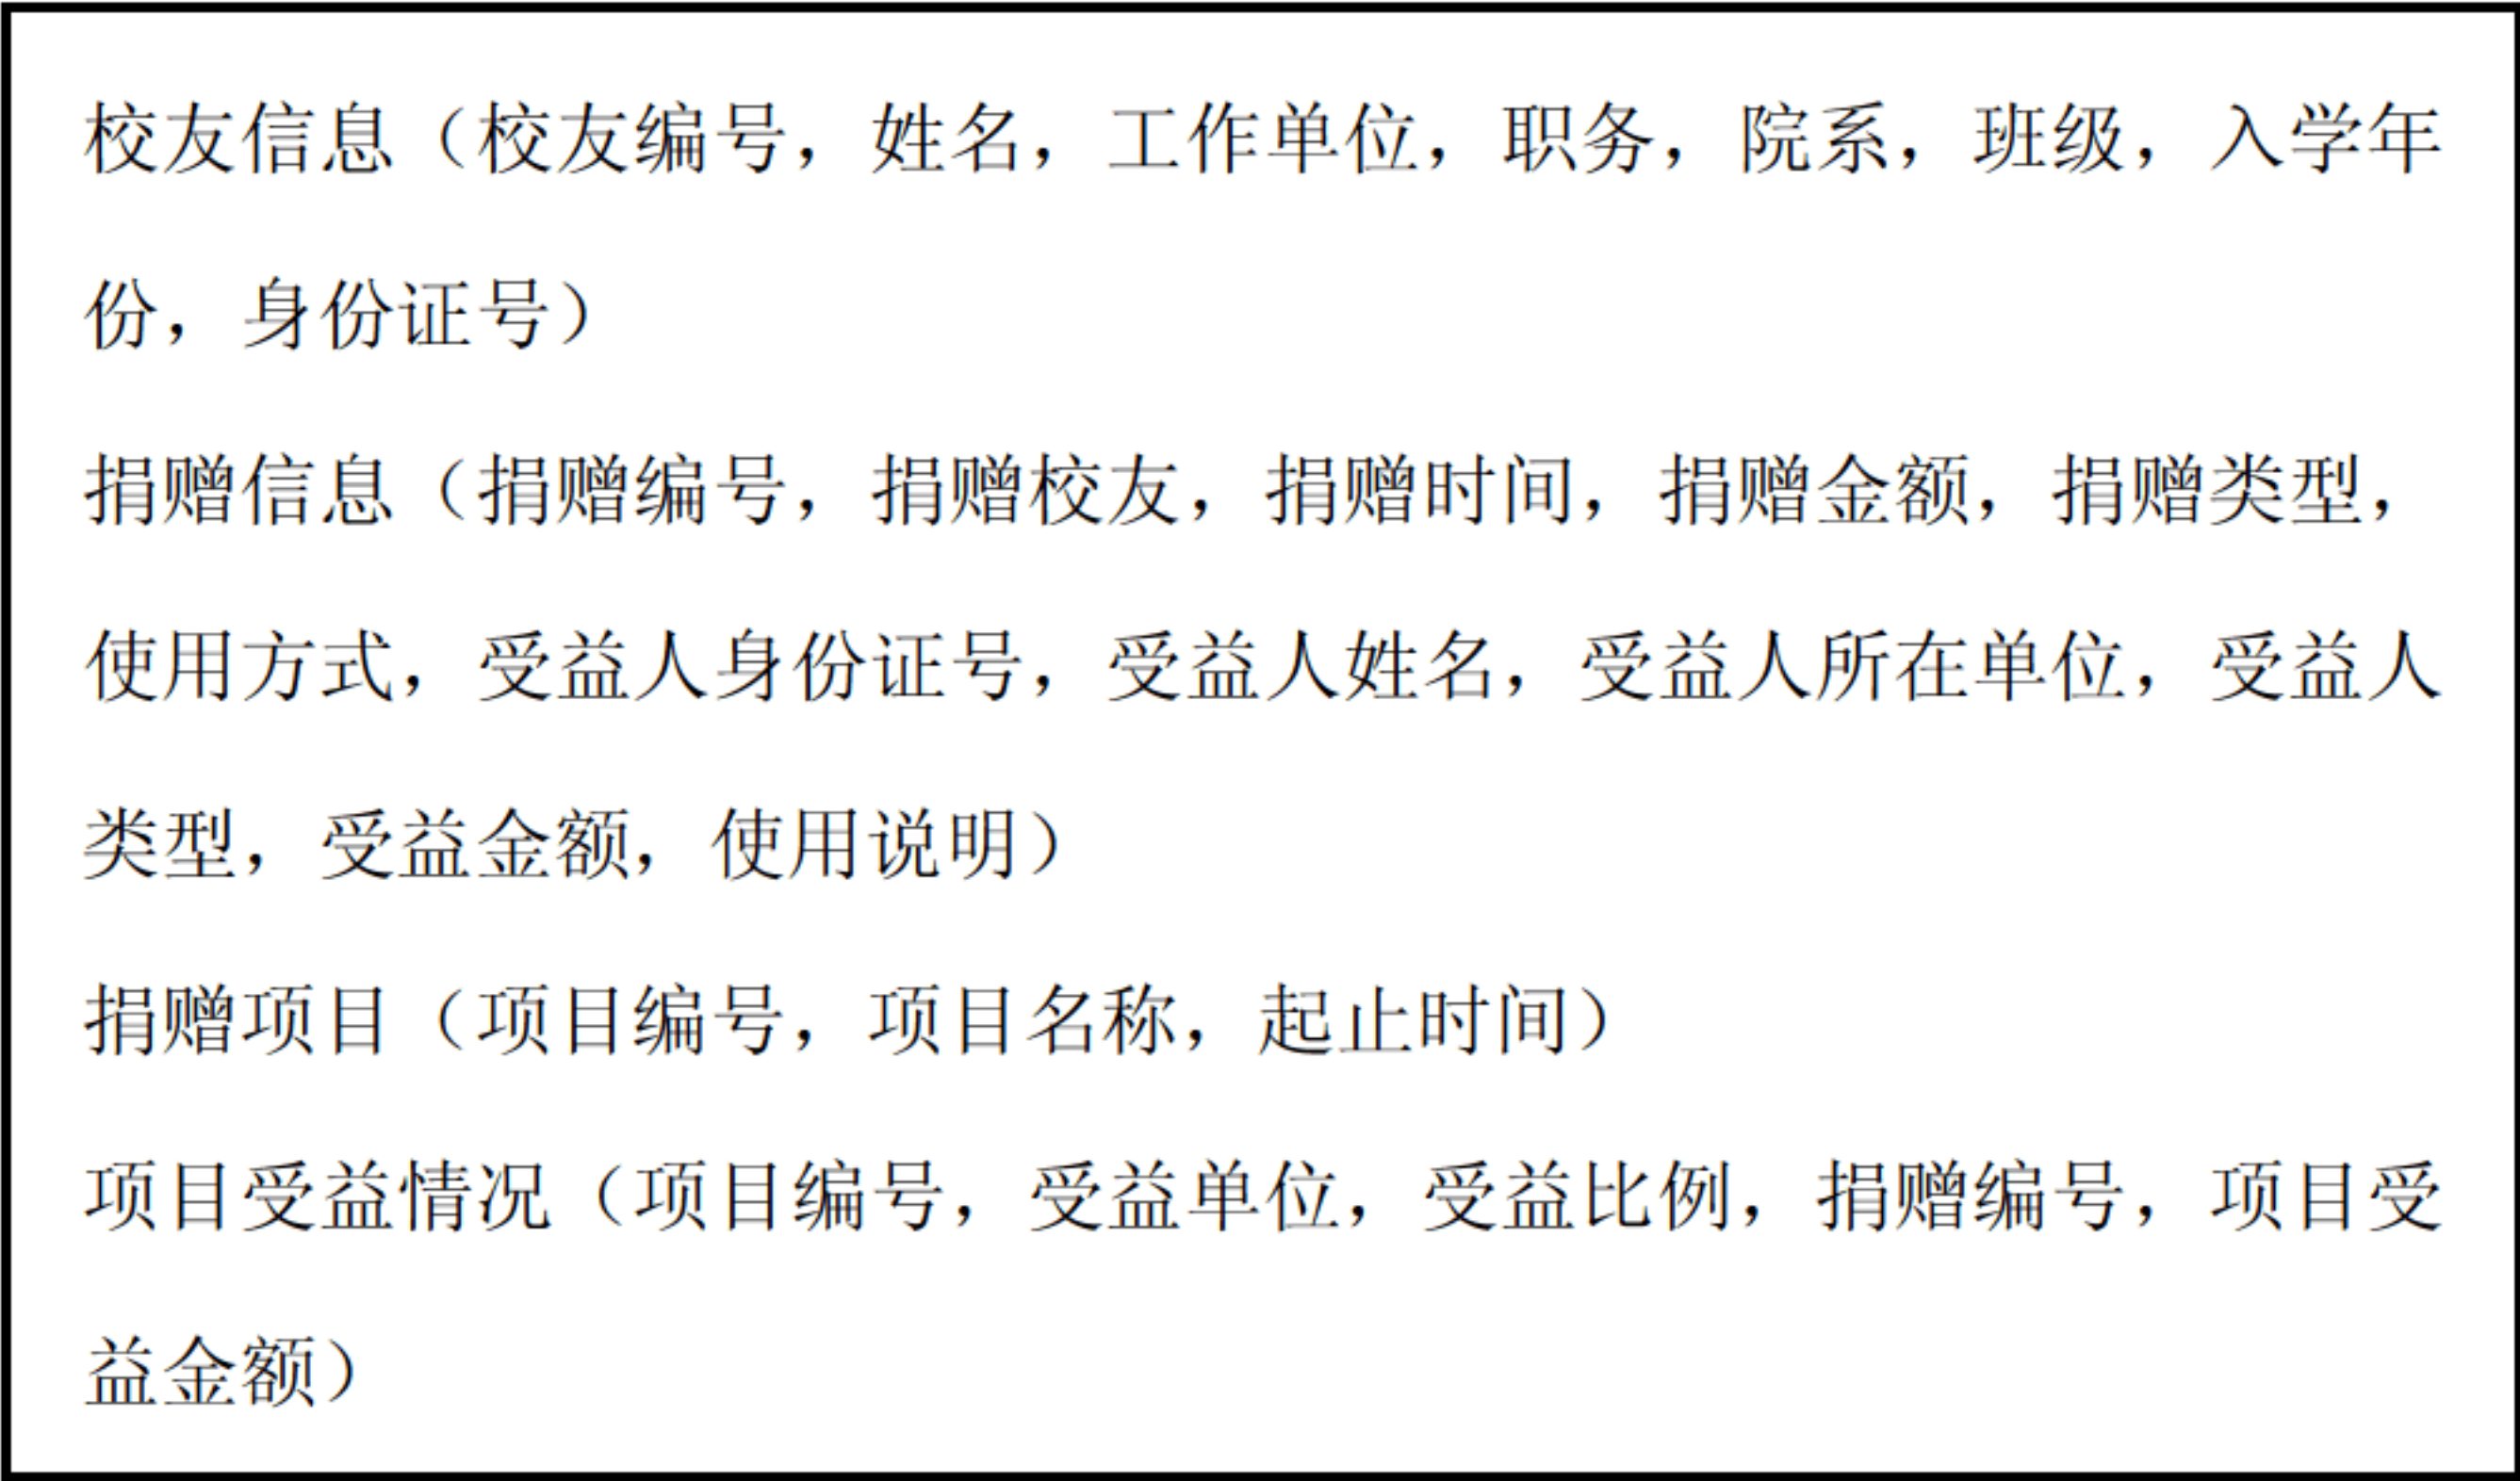 校友信息（校友编号，姓名，工作单位，职务，院系，班级，入学年
份，身份证号）
捐赠信息（捐赠编号，捐赠校友，捐赠时间，捐赠金额，捐赠类型，
使用方式，受益人身份证号，受益人姓名，受益人所在单位，受益人
类型，受益金额，使用说明）
捐赠项目（项目编号，项目名称，起止时间）
项目受益情况（项目编号，受益单位，受益比例，捐赠编号，项目受
益金额）